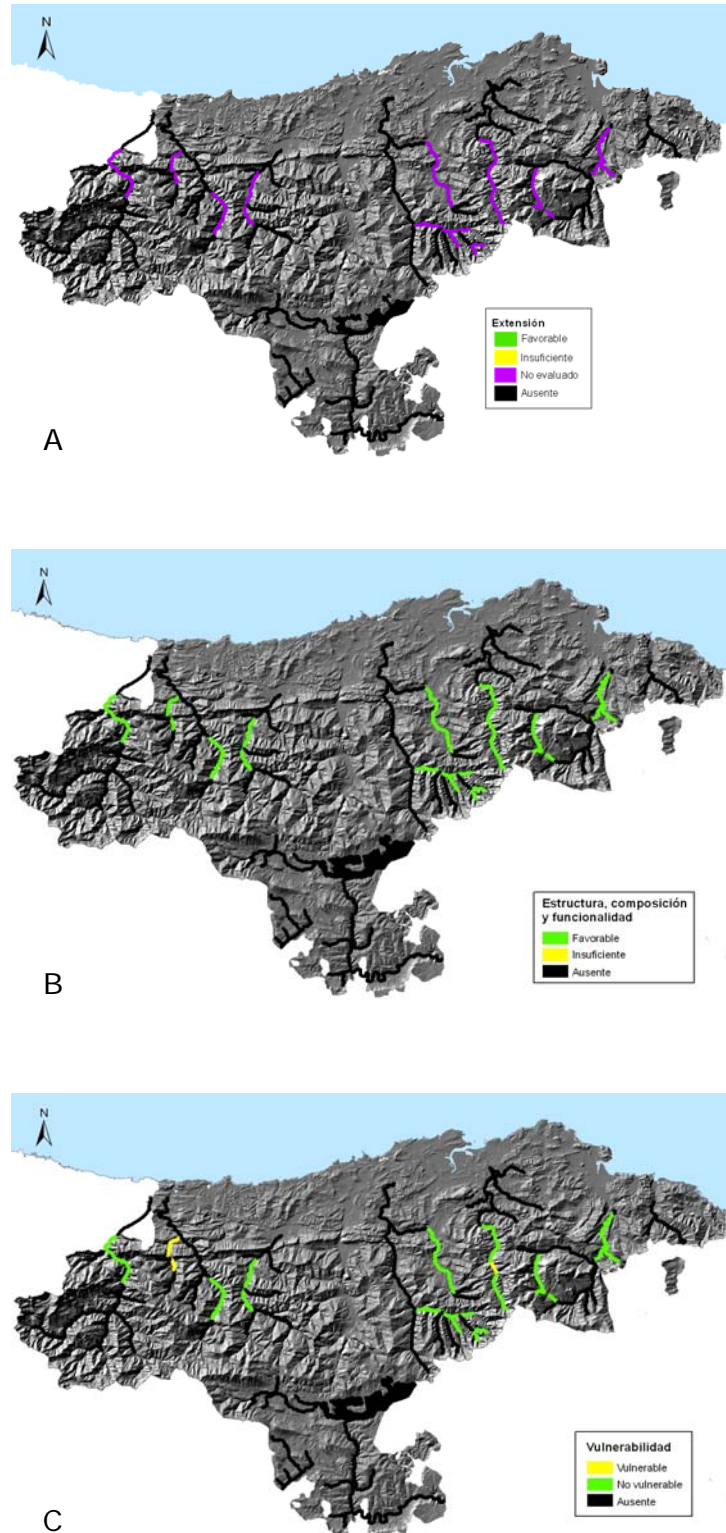 N
Extensión
Favorable
Insuficiente
No evaluado
Ausente
A
N
Estructura, composición
y funcionalidad
Favorable
Insuficiente
Ausente
B
N
Vulnerabilidad
Vulnerable
No vulnerable
Ausente
C